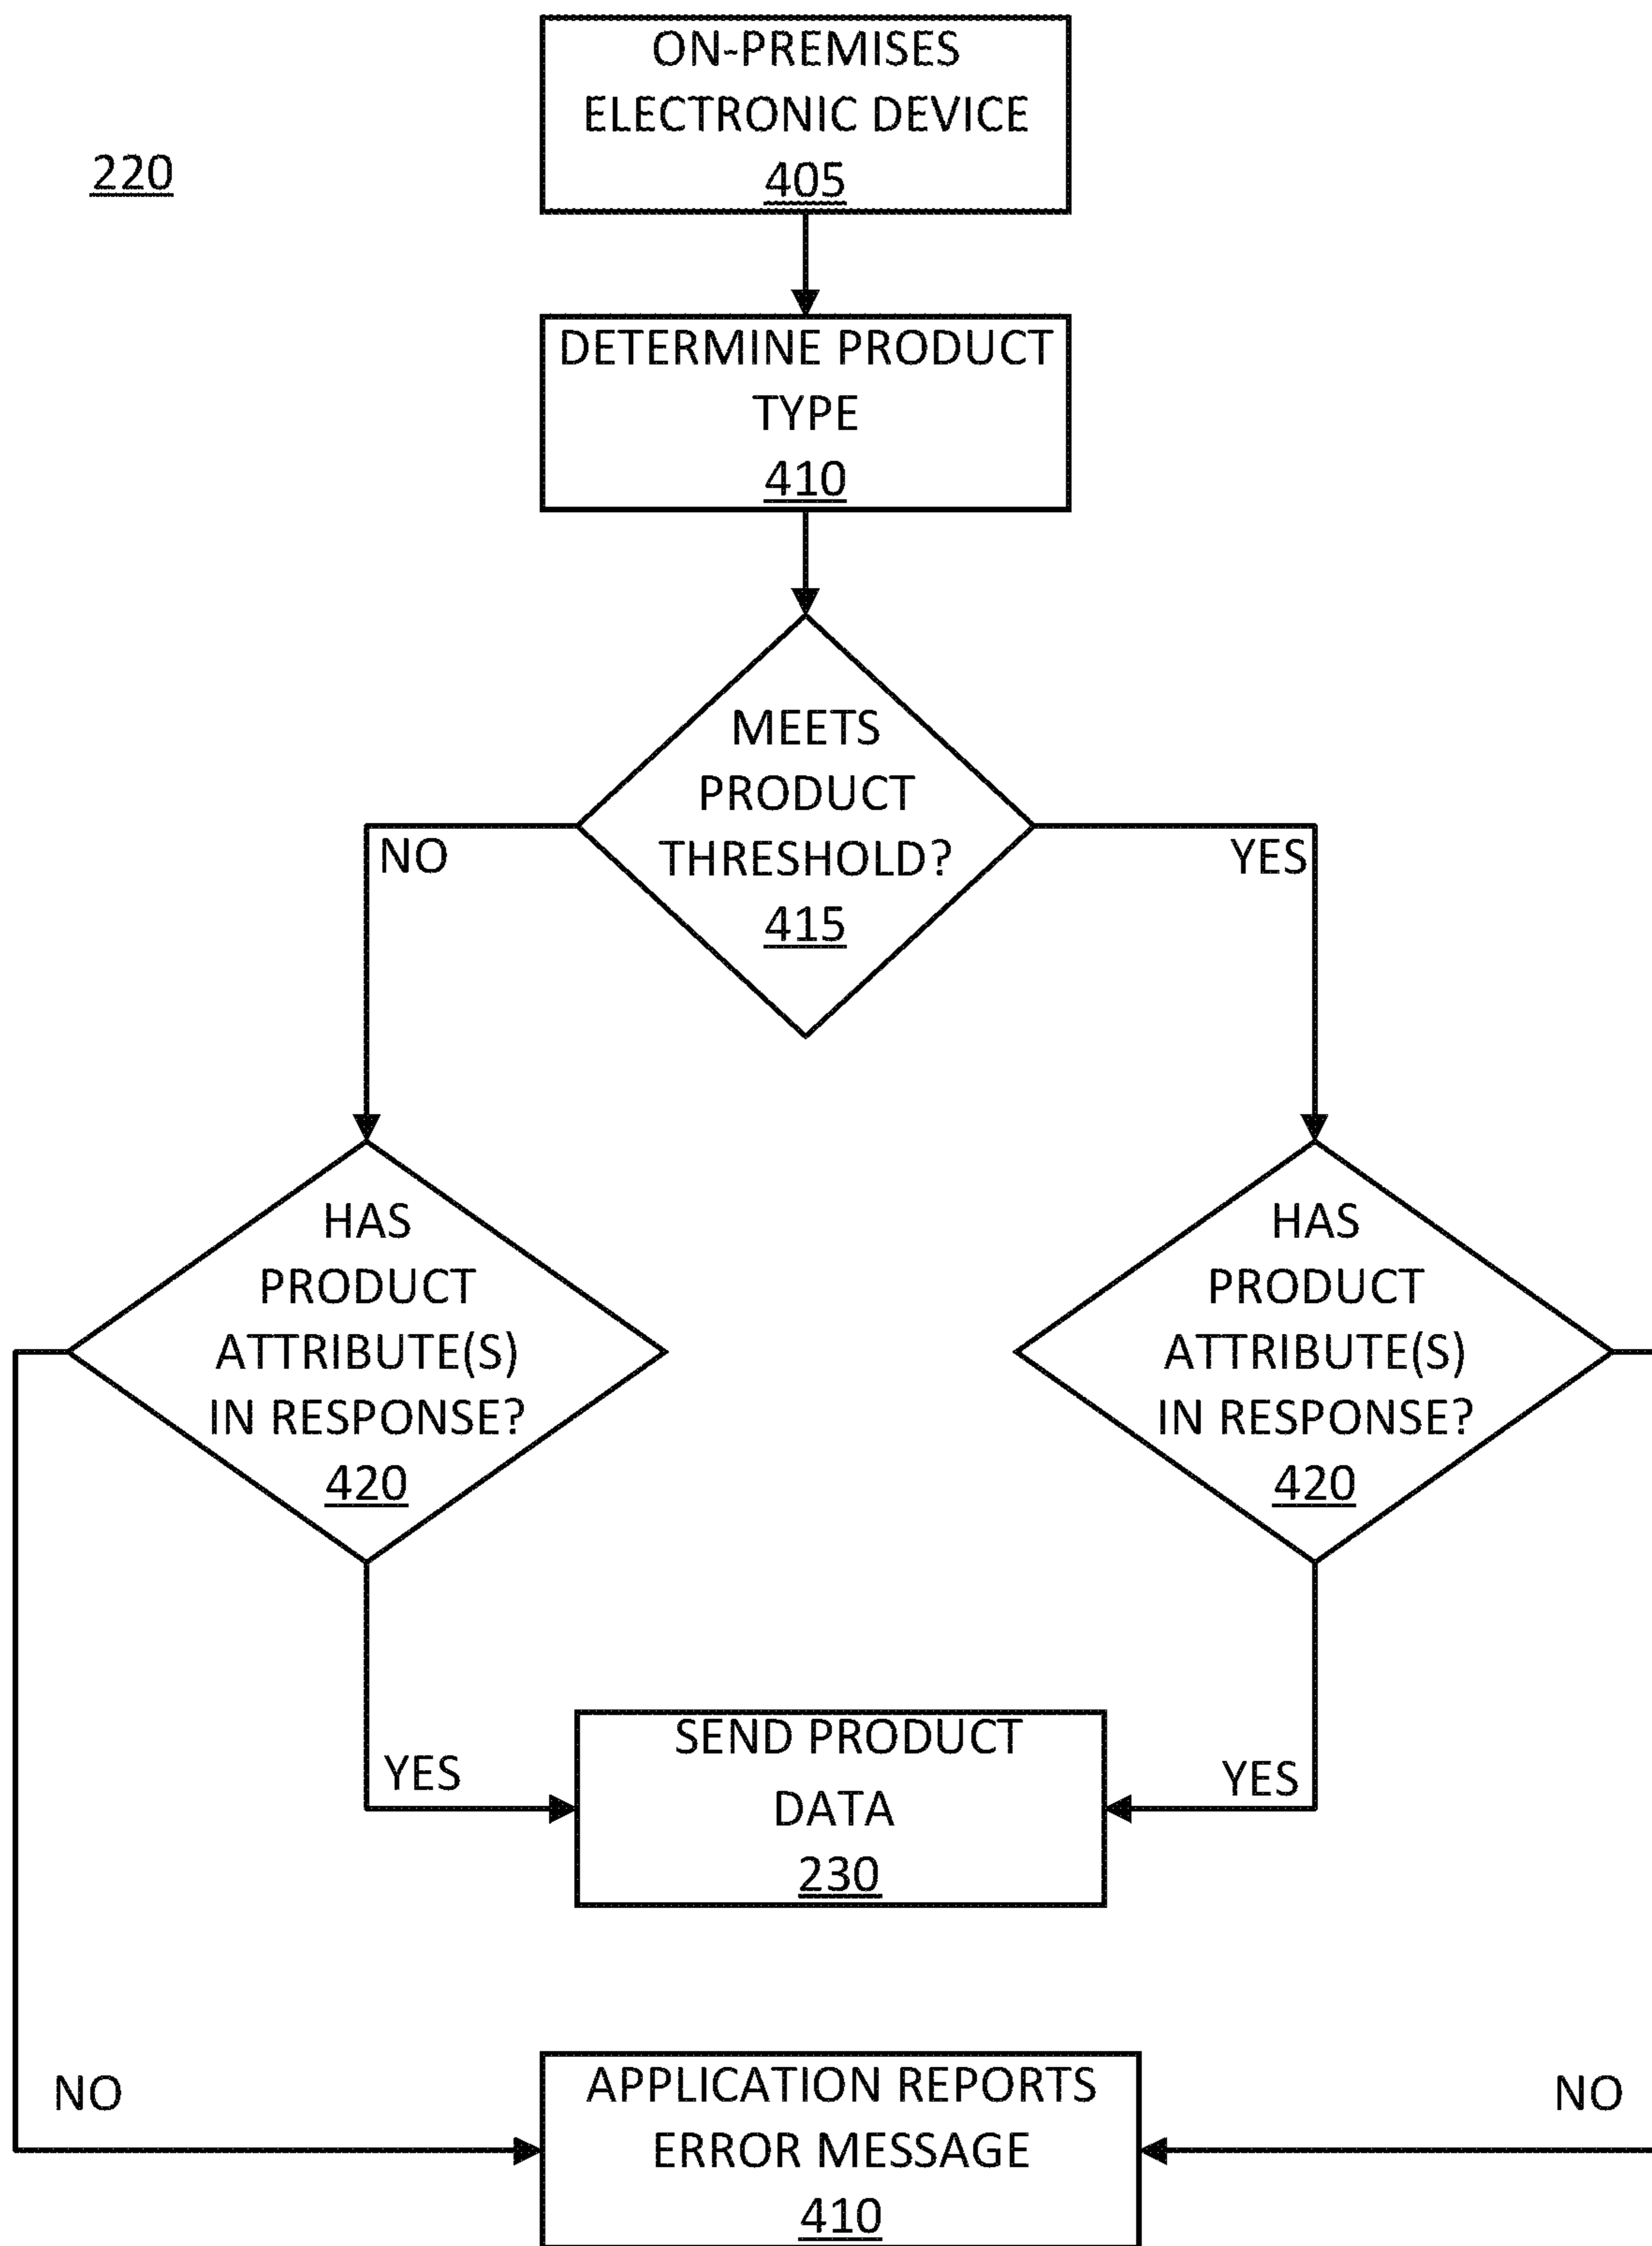 220
ON-PREMISES
ELECTRONIC DEVICE
405
DETERMINE PRODUCT
TYPE
410
MEETS
PRODUCT
THRESHOLD?
415
NO
YES
HAS
PRODUCT
ATTRIBUTE(S)
IN RESPONSE?
420
HAS
PRODUCT
ATTRIBUTE(S)
IN RESPONSE?
420
YES
SEND PRODUCT
DATA
230
YES
NO
APPLICATION REPORTS
ERROR MESSAGE
410
NO